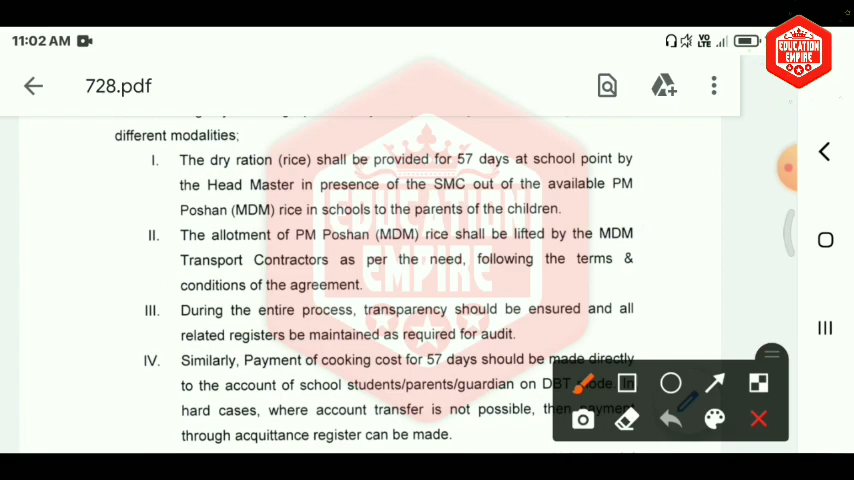 11:02 AM
VO
LTE
EDUCATION
EMPIRE
728.pdf
different modalities;
I. The dry ration (rice) shall be provided for 57 days at school point by
the Head Master in presence of the SMC out of the available PM
Poshan (MDM) rice in schools to the parents of the children.
II. The allotment of PM Poshan (MDM) rice shall be lifted by the MDM
Transport Contractors as per the need, following the terms &
conditions of the agreement.
III. During the entire process, transparency should be ensured and all
related registers be maintained as required for audit.
IV. Similarly, Payment of cooking cost for 57 days should be made directly
to the account of school students/parents/guardian on DBT mode. In
hard cases, where account transfer is not possible, then payment
through acquittance register can be made.
EDUCATION
EMPIRE